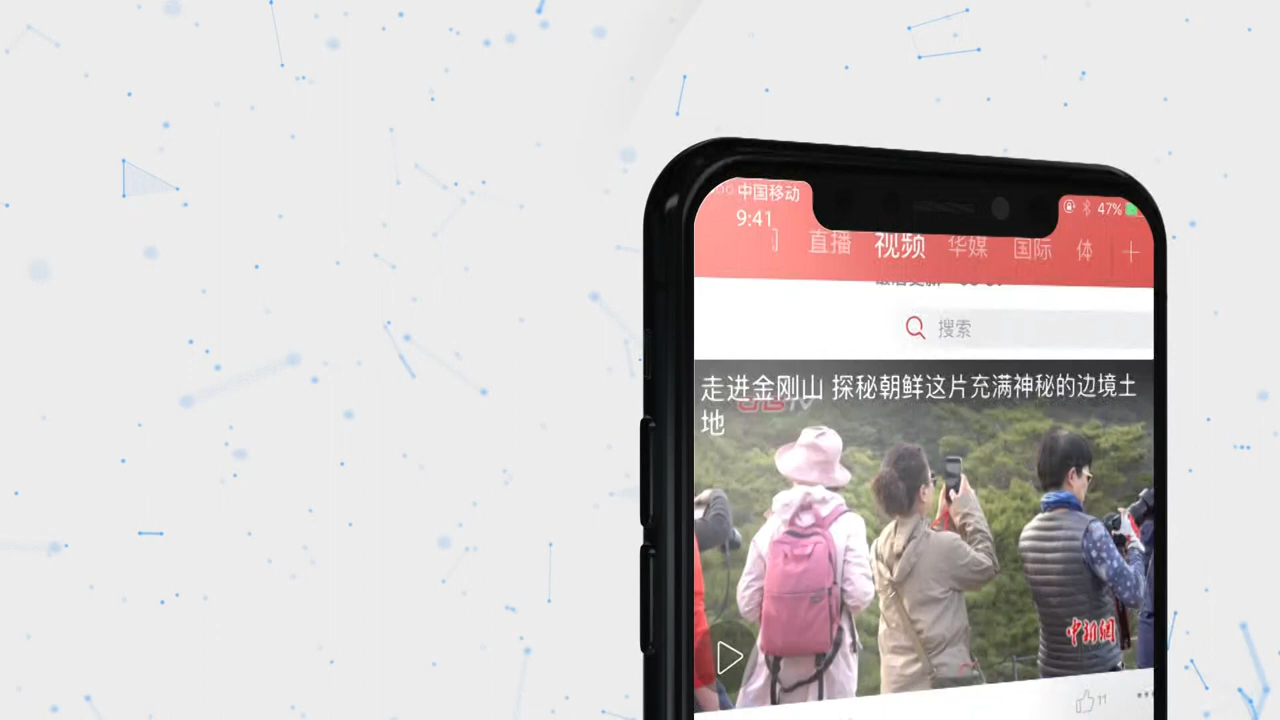 中国移动
9:41
47%
直播 视频 华媒 国际 体
搜索
走进金刚山 探秘朝鲜这片充满神秘的边境土
地
中新網
11